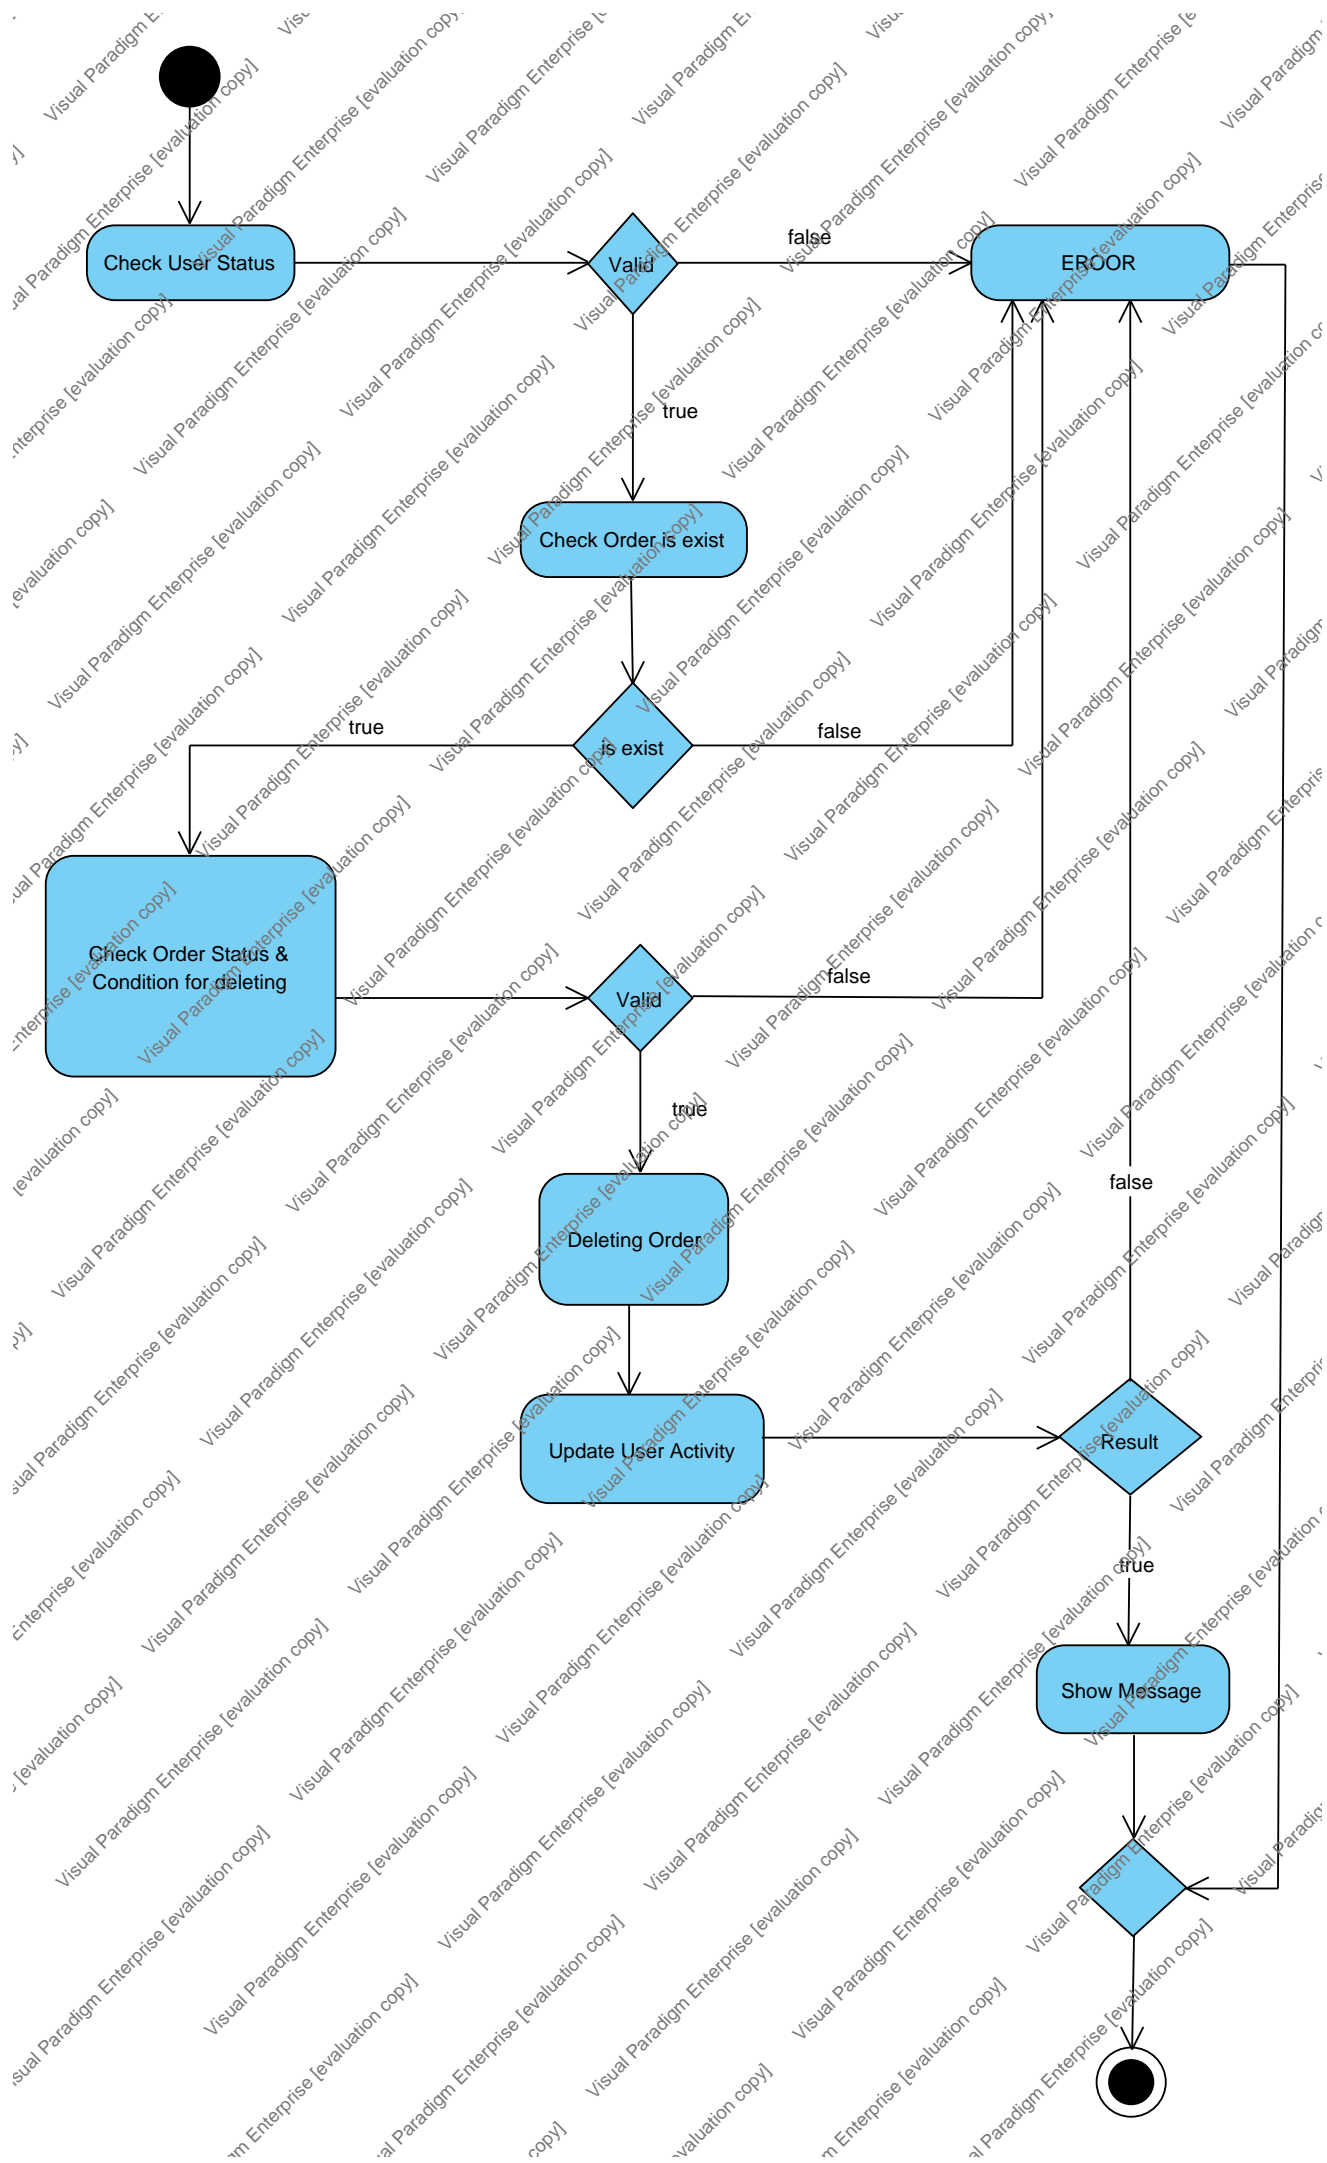 Check User Status
Valid
false
EROOR
true
Check Order is exist
true
is exist
false
Check Order Status &
Condition for deleting
Valid
false
true
Deleting Order
false
Update User Activity
Result
true
Show Message
Visual Paradigm Enterprise [evaluation copy]